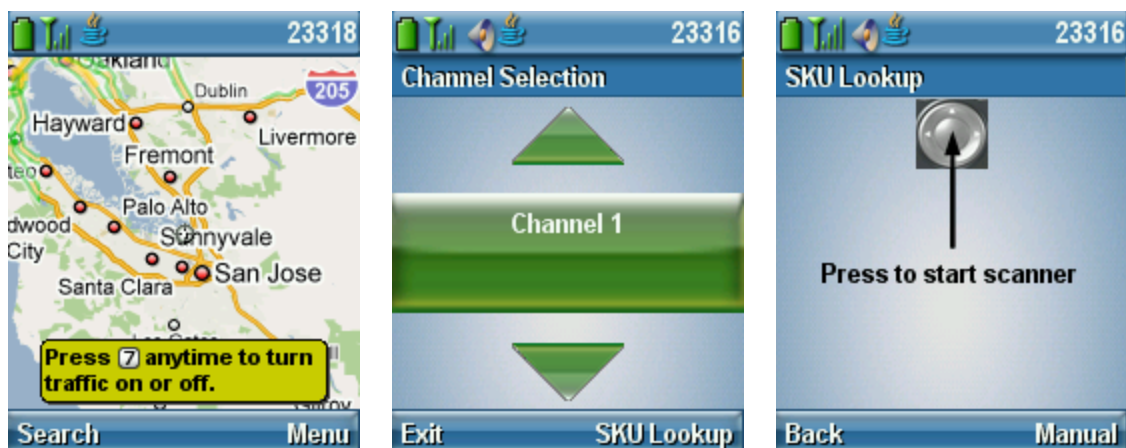 23318
Oakland
Dublin
205
Hayward
Livermore
Fremont
Palo Alto
dwood
City
Sunnyvale
San Jose
Santa Clara
Press 7 anytime to turn
traffic on or off.
Search Menu
23316
Channel Selection
Channel 1
Exit SKU Lookup
23316
SKU Lookup
Press to start scanner
Back Manual